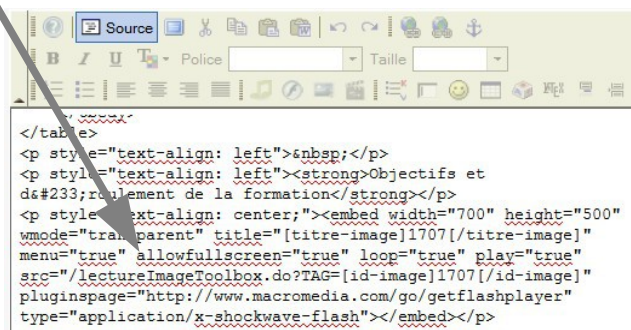 Source
B I U Police Taille
</tbody>
</table>
<p style="text-align: left">&nbsp;</p>
<p style="text-align: left"><strong>Objectifs et
d&#233;roulement de la formation</strong></p>
<p style="text-align: center;"><embed width="700" height="500"
wmode="transparent" title="[titre-image]1707[/titre-image]"
menu="true" allowfullscreen="true" loop="true" play="true"
src="/lectureImageToolbox.do?TAG=[id-image]1707[/id-image]"
pluginspage="http://www.macromedia.com/go/getflashplayer"
type="application/x-shockwave-flash"></embed></p>